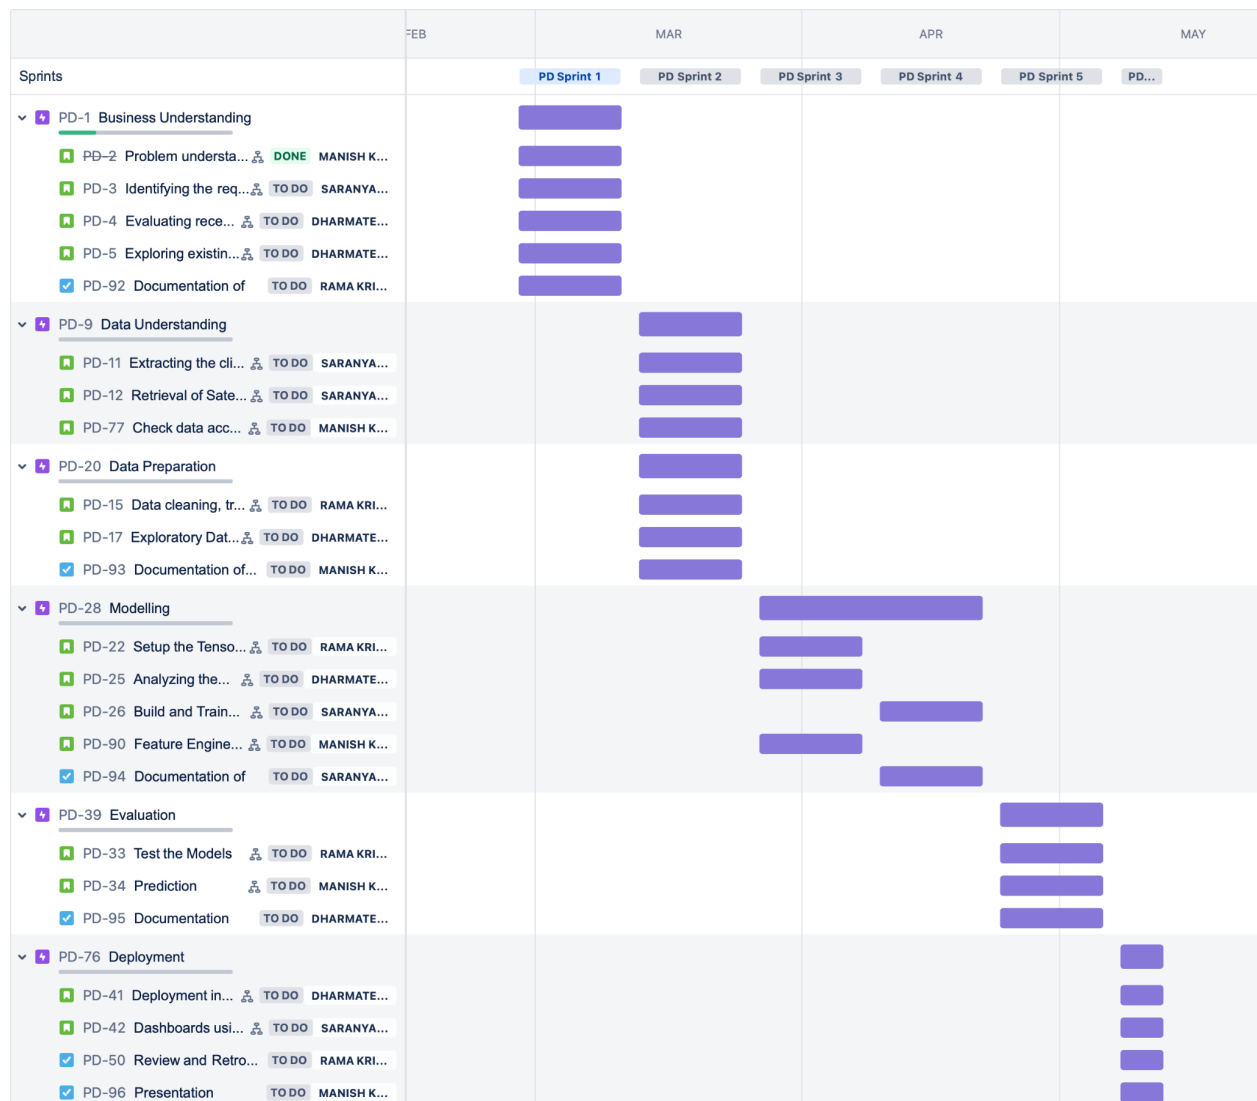 FEB MAR APR MAY
Sprints PD Sprint 1 PD Sprint 2 PD Sprint 3 PD Sprint 4 PD Sprint 5 PD...
PD-1 Business Understanding
PD-2 Problem understa... DONE MANISH K...
PD-3 Identifying the req... TO DO SARANYA...
PD-4 Evaluating rece... TO DO DHARMATE...
PD-5 Exploring existin... TO DO DHARMATE...
PD-92 Documentation of TO DO RAMA KRI...
PD-9 Data Understanding
PD-11 Extracting the cli... TO DO SARANYA...
PD-12 Retrieval of Sate... TO DO SARANYA...
PD-77 Check data acc... TO DO MANISH K...
PD-20 Data Preparation
PD-15 Data cleaning, tr... TO DO RAMA KRI...
PD-17 Exploratory Dat... TO DO DHARMATE...
PD-93 Documentation of... TO DO MANISH K...
PD-28 Modelling
PD-22 Setup the Tenso... TO DO RAMA KRI...
PD-25 Analyzing the... TO DO DHARMATE...
PD-26 Build and Train... TO DO SARANYA...
PD-90 Feature Engine... TO DO MANISH K...
PD-94 Documentation of TO DO SARANYA...
PD-39 Evaluation
PD-33 Test the Models TO DO RAMA KRI...
PD-34 Prediction TO DO MANISH K...
PD-95 Documentation TO DO DHARMATE...
PD-76 Deployment
PD-41 Deployment in... TO DO DHARMATE...
PD-42 Dashboards usi... TO DO SARANYA...
PD-50 Review and Retro... TO DO RAMA KRI...
PD-96 Presentation TO DO MANISH K...